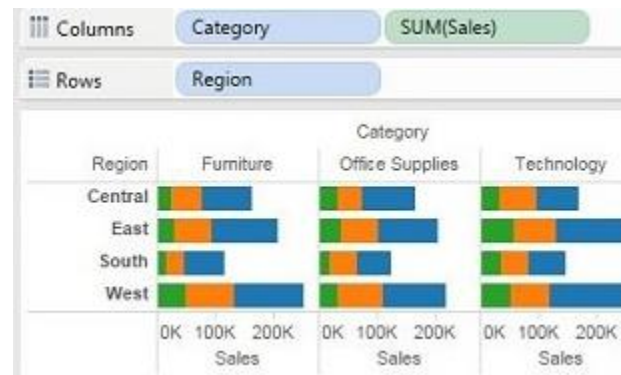 Columns Category SUM(Sales)
Rows Region
Category
Region Furniture Office Supplies Technology
Central
East
South
West
0K 100K 200K 0K 100K 200K 0K 100K 200K
Sales Sales Sales